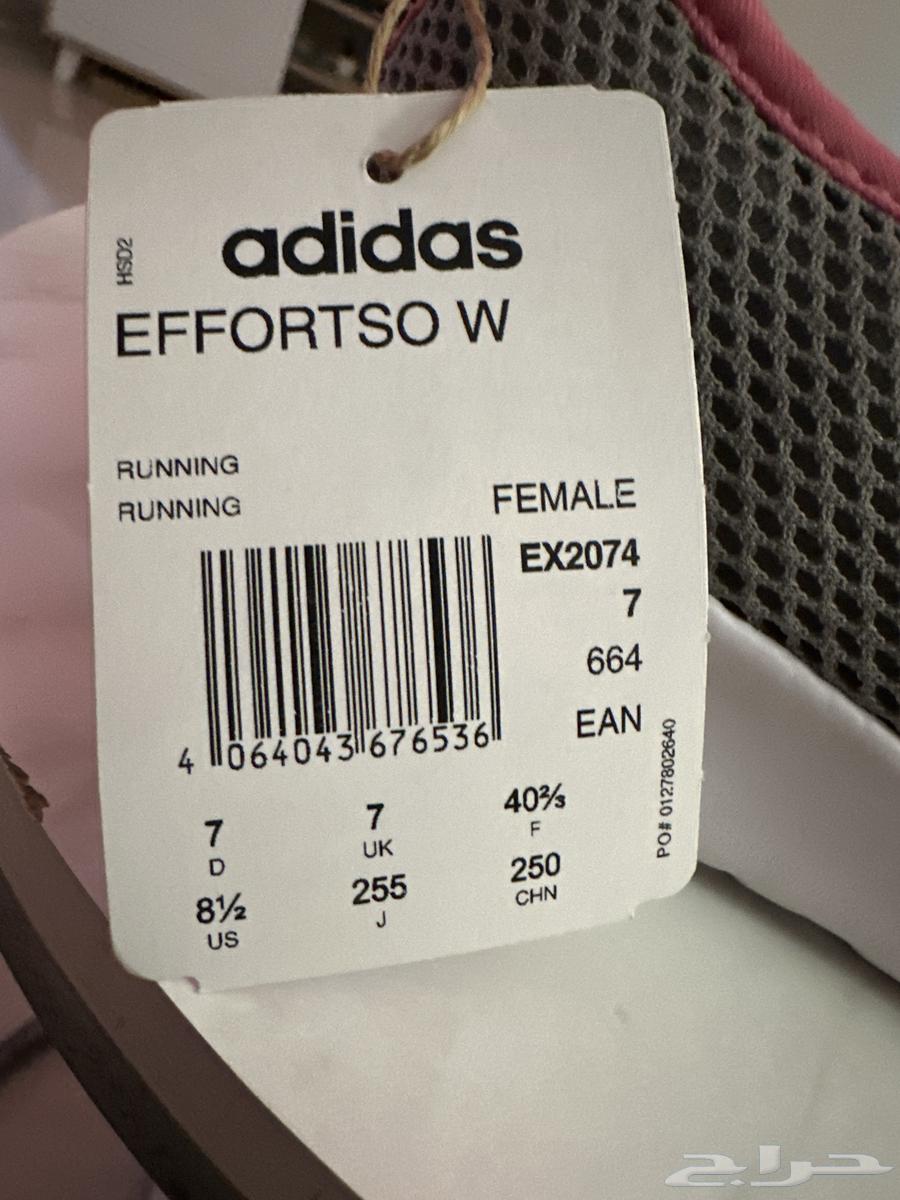 HSD2
adidas
EFFORTSO W
RUNNING
RUNNING
FEMALE
EX2074
7
664
EAN
4 064043 676536
PO# 0127802640
7 7 40⅔
D UK F
8½ 255 250
US J CHN
حراج